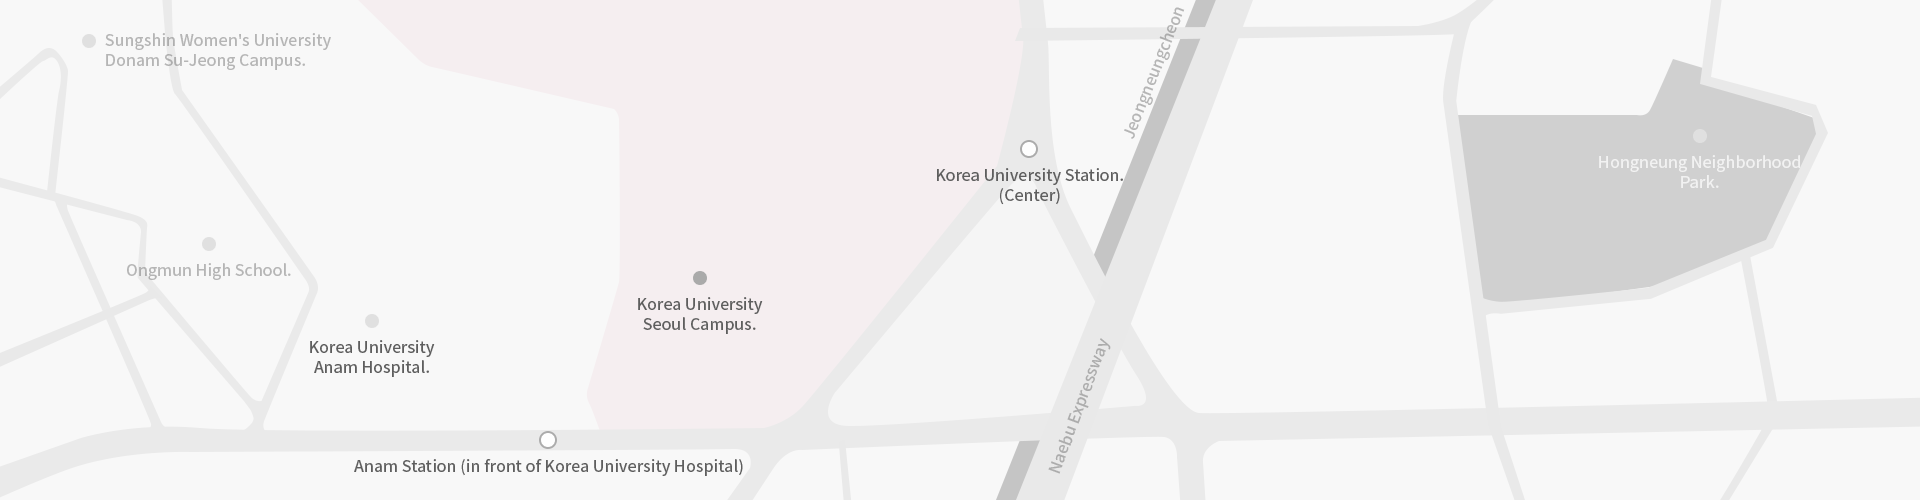 Sungshin Women's University
Donam Su-Jeong Campus.
Jeongneungcheon
Hongneung Neighborhood
Park.
Korea University Station.
(Center)
Ongmun High School.
Korea University
Seoul Campus.
Korea University
Anam Hospital.
Naebu Expressway
Anam Station (in front of Korea University Hospital)